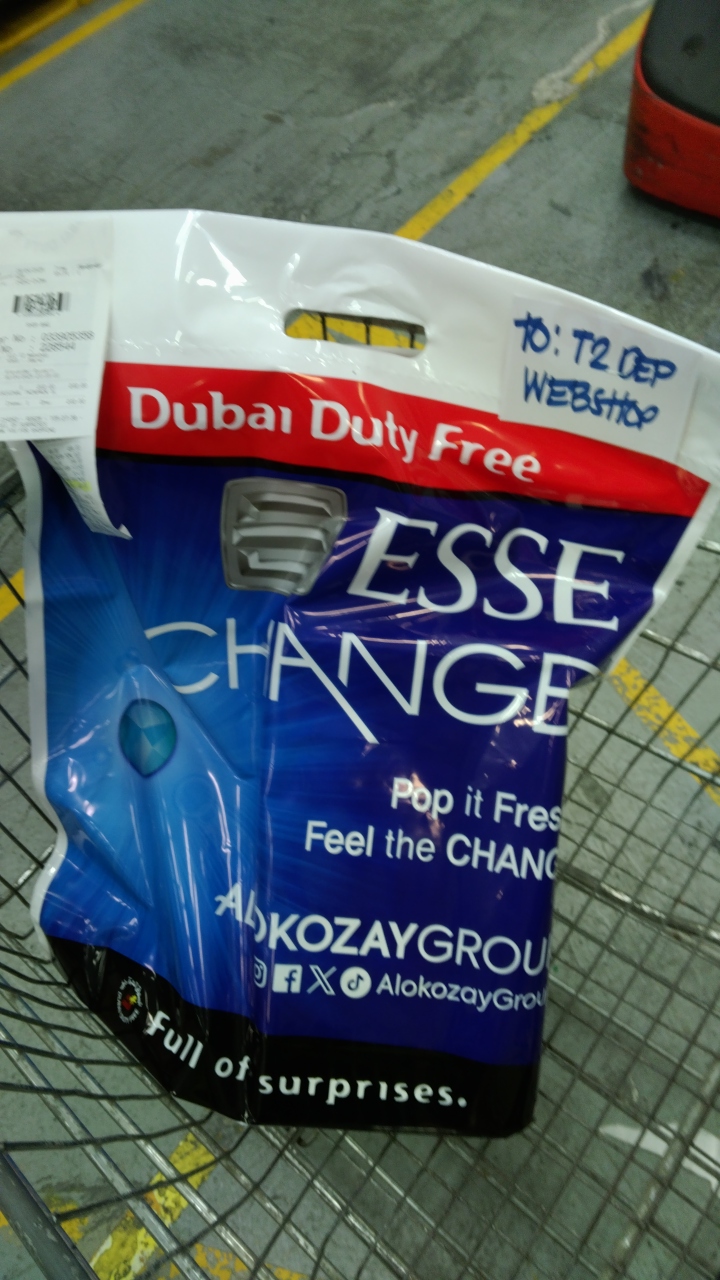 TO: T2 DEP
WEBSHOP
Dubai Duty Free
ESSE
CHANGE
Pop it Fres
Feel the CHANG
ALOKOZAYGROU
AlokozayGrou
Full of surprises.